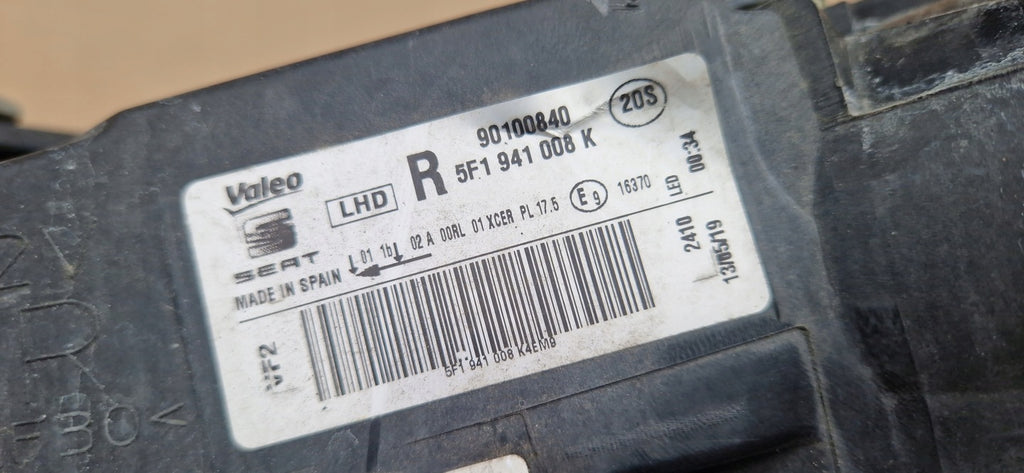 90100840
20S
Valeo
LHD
R
5F1 941 008 K
SEAT
MADE IN SPAIN
01 1b 02 A 00RL 01 XCER PL 17.5 E9 16370
LED 00:34
2410
13/05/19
VF2
5F1 941 008 K4EM9